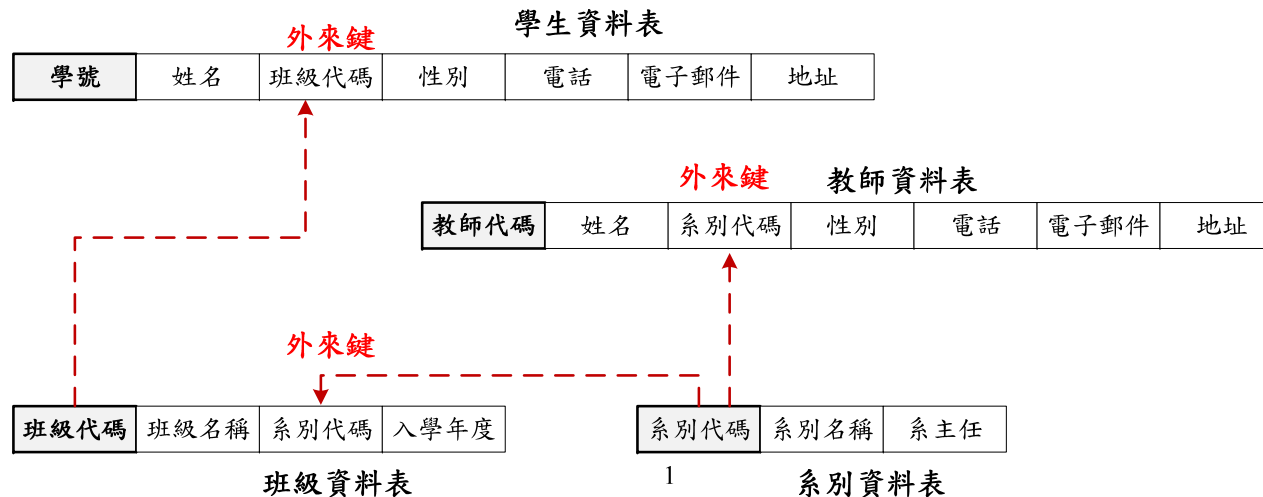 學生資料表
外來鍵
學號 姓名 班級代碼 性別 電話 電子郵件 地址
外來鍵 教師資料表
教師代碼 姓名 系別代碼 性別 電話 電子郵件 地址
外來鍵
班級代碼 班級名稱 系別代碼 入學年度
系別代碼 系別名稱 系主任
班級資料表
1
系別資料表